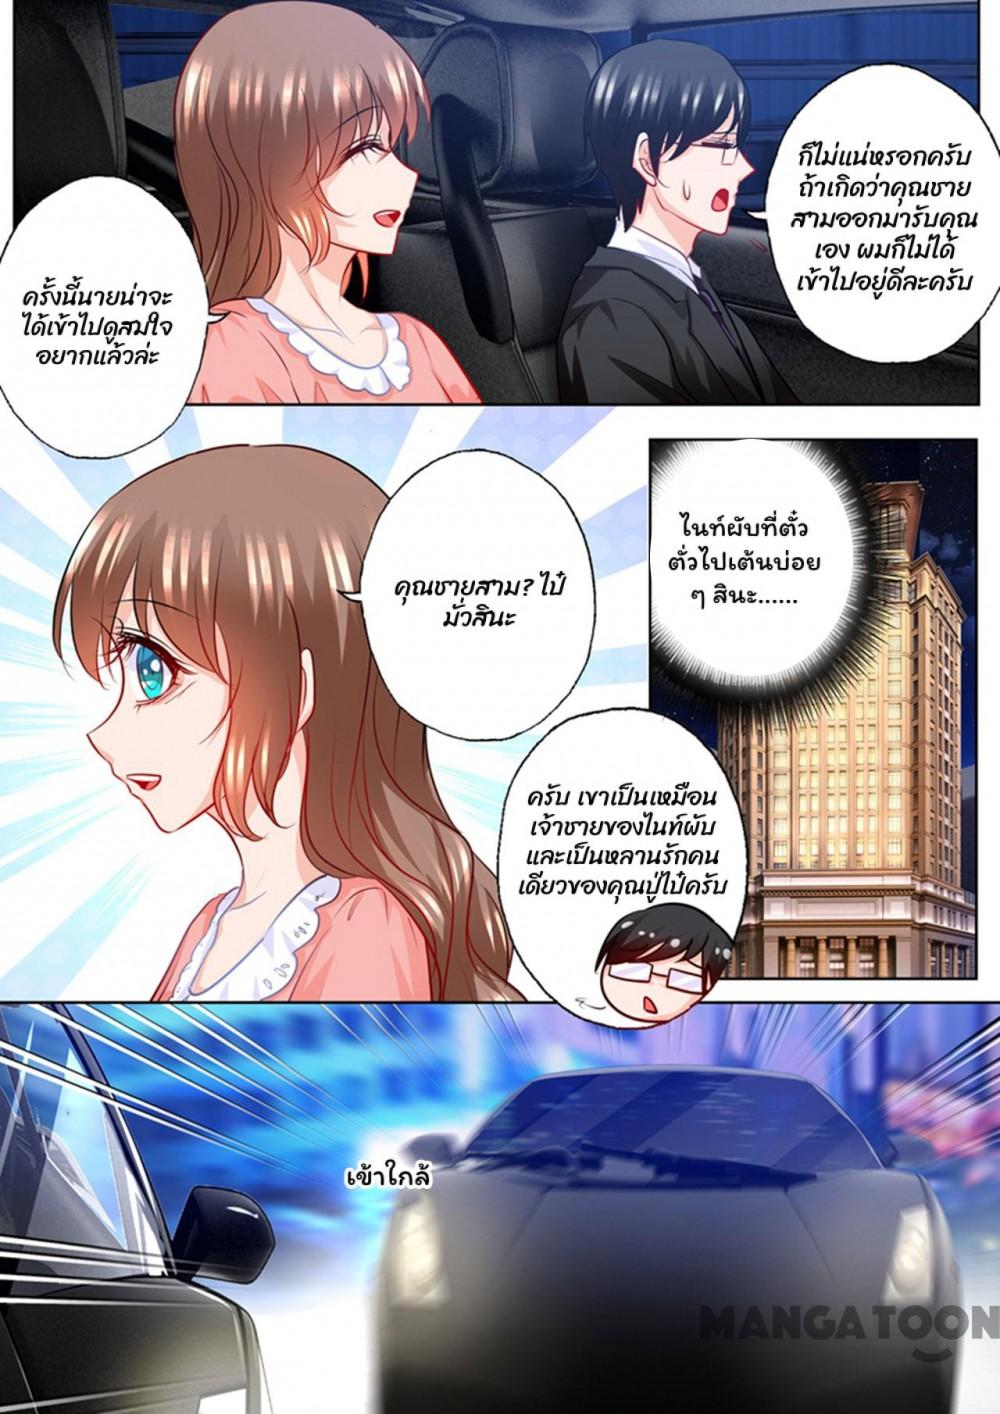 ครั้งนี้นายน่าจะ
ได้เข้าไปดูสมใจ
อยากแล้วล่ะ
ก็ไม่แน่หรอกครับ
ถ้าเกิดว่าคุณชาย
สามออกมารับคุณ
เอง ผมก็ไม่ได้
เข้าไปอยู่ดีละครับ
คุณชายสาม? ไป๋
มั่วสินะ
ไนท์ผับที่ตั๋ว
ตั่วไปเต้นบ่อย
ๆ สินะ......
ครับ เขาเป็นเหมือน
เจ้าชายของไนท์ผับ
และเป็นหลานรักคน
เดียวของคุณปู่ไป๋ครับ
เข้าใกล้
MANGATOON